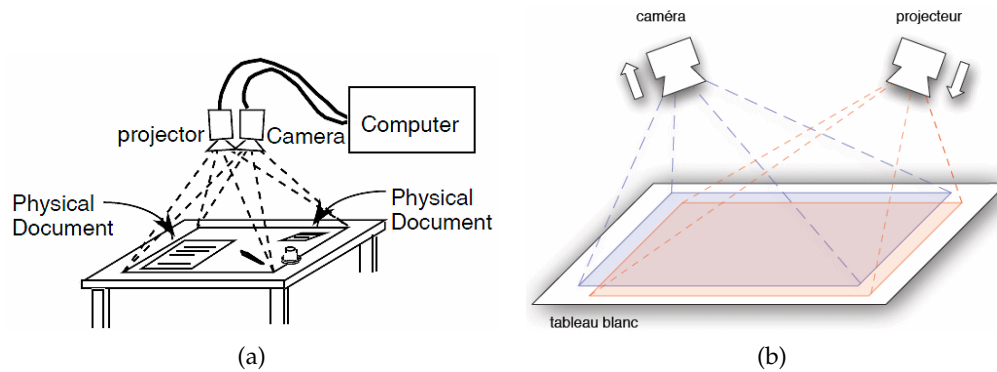 projector
Camera
Computer
Physical
Document
Physical
Document
(a)
caméra
projecteur
tableau blanc
(b)